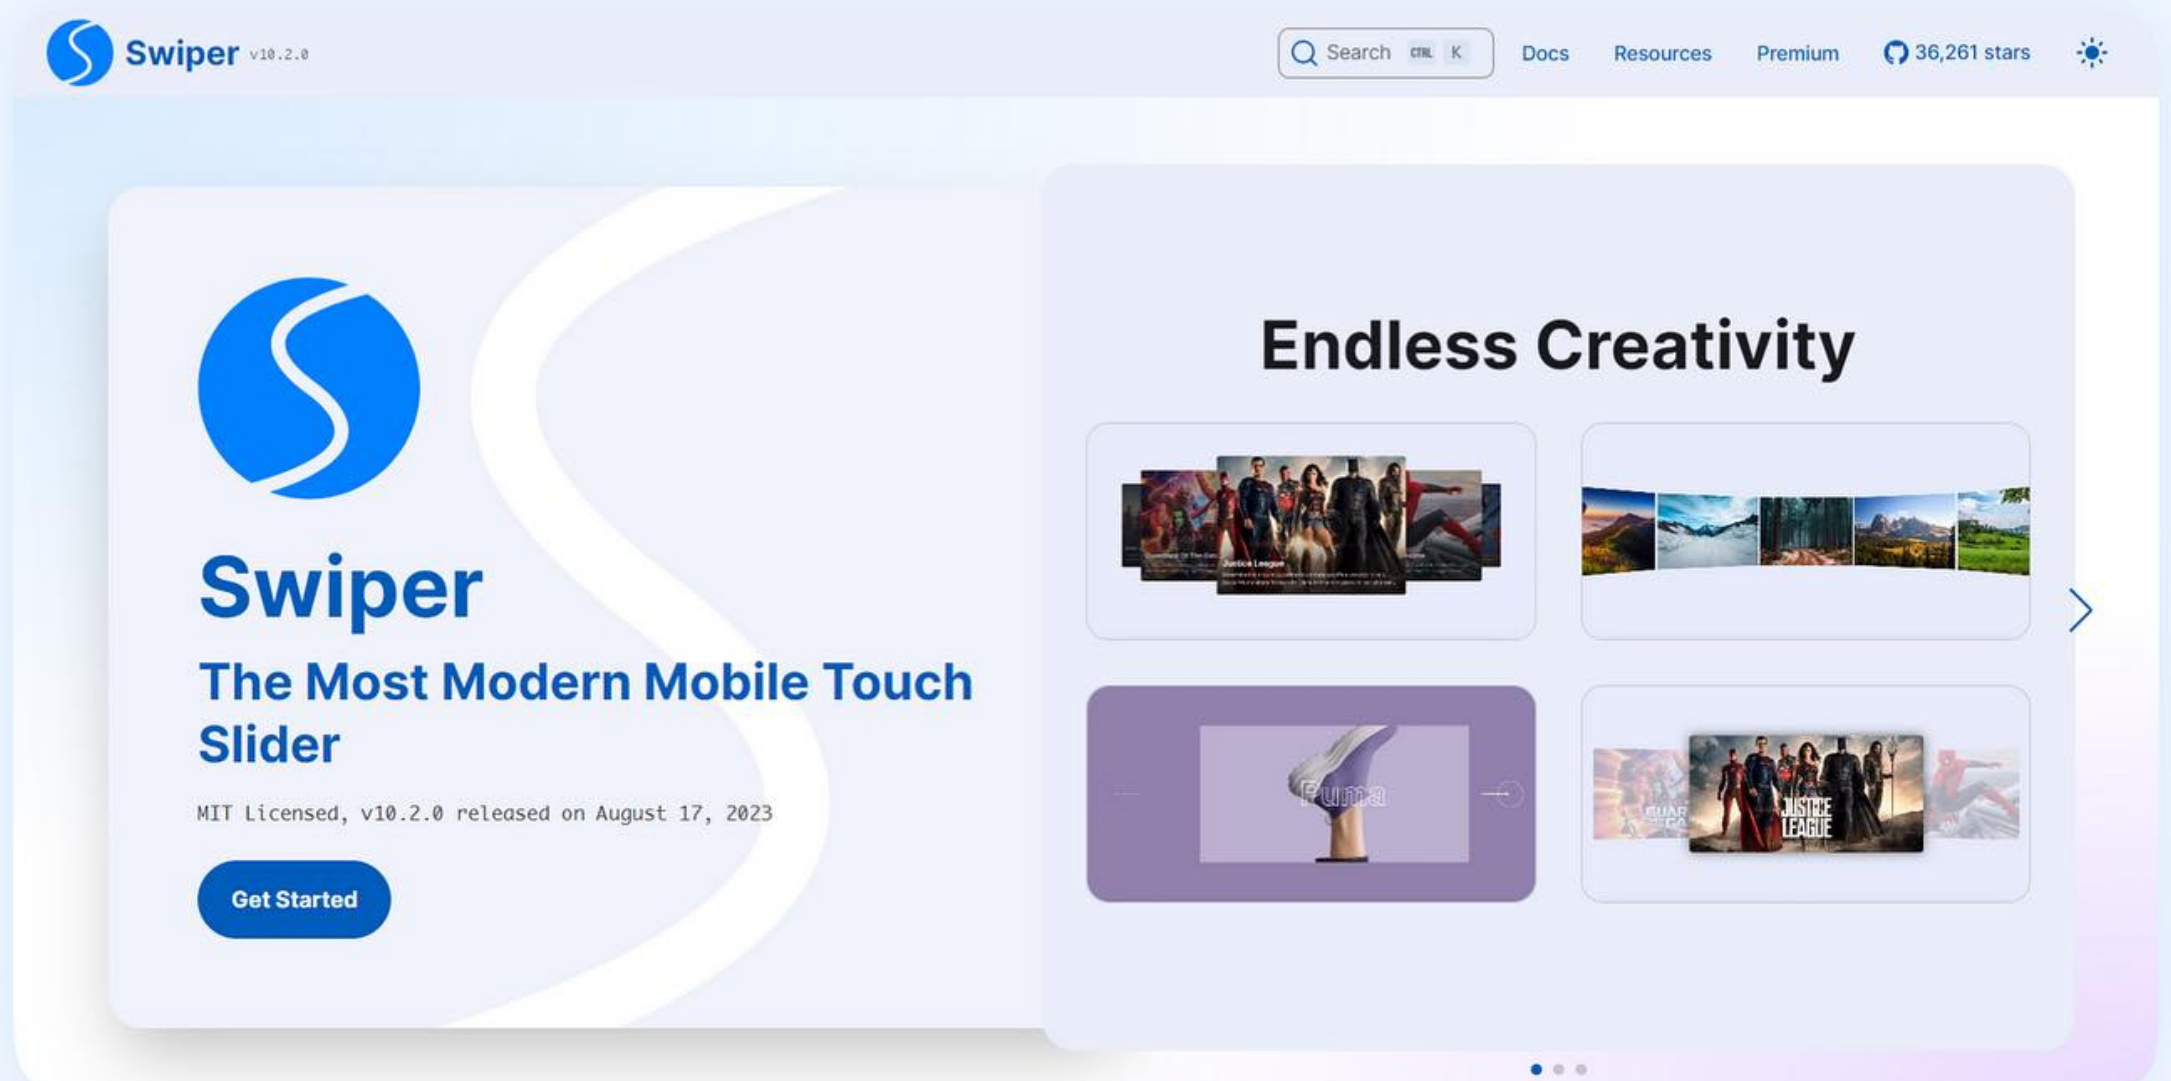 Swiper v10.2.0
Search CTRL K
Docs
Resources
Premium
36,261 stars
Swiper
The Most Modern Mobile Touch
Slider
MIT Licensed, v10.2.0 released on August 17, 2023
Get Started
Endless Creativity
Justice League
Puma
JUSTICE
LEAGUE